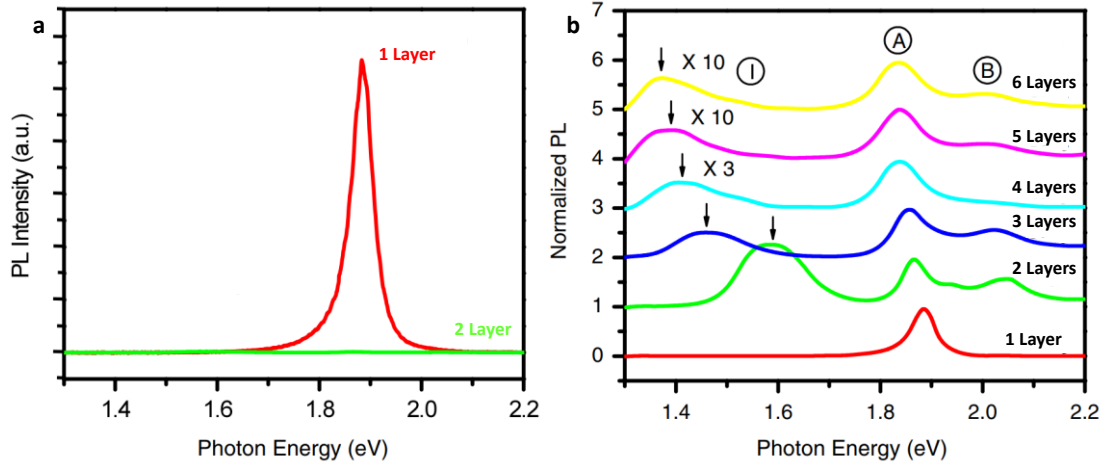 a
1 Layer
2 Layer
PL Intensity (a.u.)
1.4 1.6 1.8 2.0 2.2
Photon Energy (eV)
b
7
6
5
4
3
2
1
0
Normalized PL
X 10
I
A
B
6 Layers
X 10
5 Layers
X 3
4 Layers
3 Layers
2 Layers
1 Layer
1.4 1.6 1.8 2.0 2.2
Photon Energy (eV)